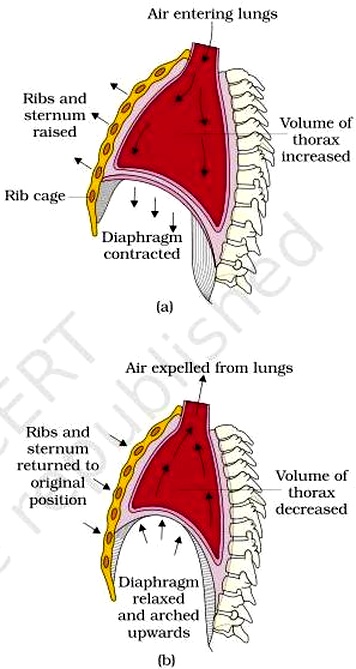 Air entering lungs
Ribs and
sternum
raised
Volume of
thorax
increased
Rib cage
Diaphragm
contracted
(a)
Air expelled from lungs
Ribs and
sternum
returned to
original
position
Volume of
thorax
decreased
Diaphragm
relaxed
and arched
upwards
(b)
republished